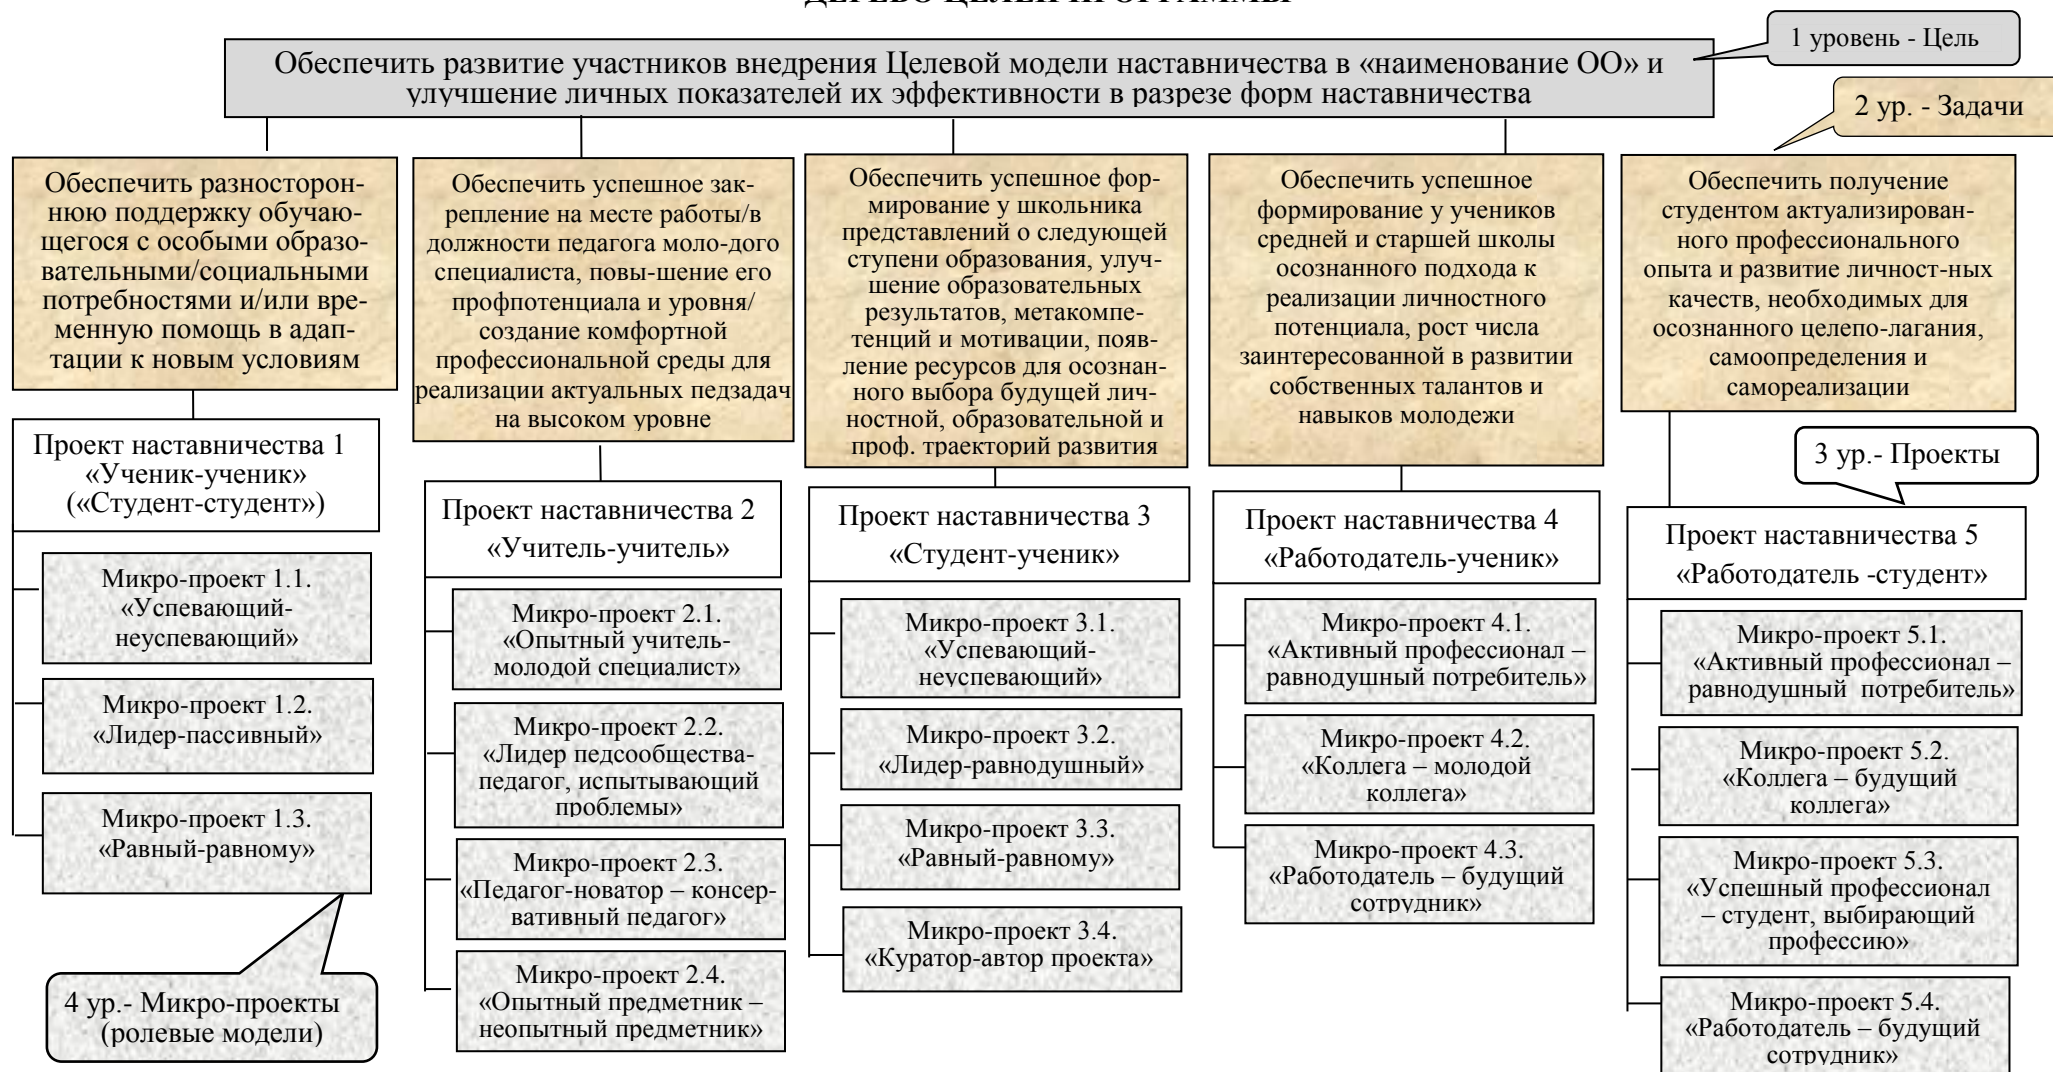 ДЕРЕВО ЦЕЛЕЙ ПРОГРАММЫ
1 уровень - Цель
Обеспечить развитие участников внедрения Целевой модели наставничества в «наименование ОО» и
улучшение личных показателей их эффективности в разрезе форм наставничества
2 ур. - Задачи
Обеспечить разносторон-
нюю поддержку обучаю-
щегося с особыми образо-
вательными/социальными
потребностями и/или вре-
менную помощь в адап-
тации к новым условиям
Обеспечить успешное зак-
репление на месте работы/в
должности педагога моло-дого
специалиста, повы-шение его
профпотенциала и уровня/
создание комфортной
профессиональной среды для
реализации актуальных педзадач
на высоком уровне
Обеспечить успешное фор-
мирование у школьника
представлений о следующей
ступени образования, улуч-
шение образовательных
результатов, метакомпе-
тенций и мотивации, появ-
ление ресурсов для осознан-
ного выбора будущей лич-
ностной, образовательной и
проф. траекторий развития
Обеспечить успешное
формирование у учеников
средней и старшей школы
осознанного подхода к
реализации личностного
потенциала, рост числа
заинтересованной в развитии
собственных талантов и
навыков молодежи
Обеспечить получение
студентом актуализирован-
ного профессионального
опыта и развитие личност-ных
качеств, необходимых для
осознанного целепо-лагания,
самоопределения и
самореализации
3 ур.- Проекты
Проект наставничества 1
«Ученик-ученик»
(«Студент-студент»)
Микро-проект 1.1.
«Успевающий-
неуспевающий»
Микро-проект 1.2.
«Лидер-пассивный»
Микро-проект 1.3.
«Равный-равному»
4 ур.- Микро-проекты
(ролевые модели)
Проект наставничества 2
«Учитель-учитель»
Микро-проект 2.1.
«Опытный учитель-
молодой специалист»
Микро-проект 2.2.
«Лидер педсообщества-
педагог, испытывающий
проблемы»
Микро-проект 2.3.
«Педагог-новатор – консер-
вативный педагог»
Микро-проект 2.4.
«Опытный предметник –
неопытный предметник»
Проект наставничества 3
«Студент-ученик»
Микро-проект 3.1.
«Успевающий-
неуспевающий»
Микро-проект 3.2.
«Лидер-равнодушный»
Микро-проект 3.3.
«Равный-равному»
Микро-проект 3.4.
«Куратор-автор проекта»
Проект наставничества 4
«Работодатель-ученик»
Микро-проект 4.1.
«Активный профессионал –
равнодушный потребитель»
Микро-проект 4.2.
«Коллега – молодой
коллега»
Микро-проект 4.3.
«Работодатель – будущий
сотрудник»
Проект наставничества 5
«Работодатель -студент»
Микро-проект 5.1.
«Активный профессионал –
равнодушный потребитель»
Микро-проект 5.2.
«Коллега – будущий
коллега»
Микро-проект 5.3.
«Успешный профессионал
– студент, выбирающий
профессию»
Микро-проект 5.4.
«Работодатель – будущий
сотрудник»